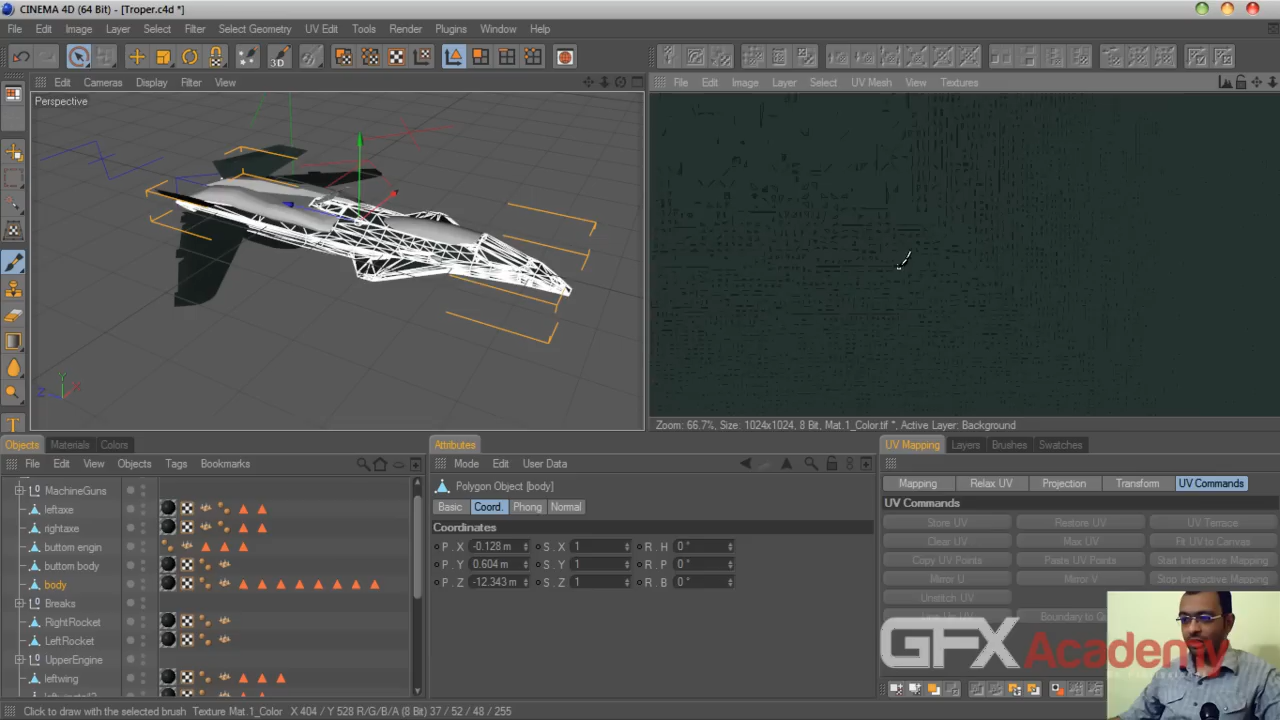 CINEMA 4D (64 Bit) - [Troper.c4d *]
File Edit Image Layer Select Filter Select Geometry UV Edit Tools Render Plugins Window Help
3D
Edit Cameras Display Filter View
File Edit Image Layer Select UV Mesh View Textures
Perspective
Y
Z
Zoom: 66.7%, Size: 1024x1024, 8 Bit, Mat.1_Color.tif *, Active Layer: Background
Objects Materials Colors
Attributes
UV Mapping Layers Brushes Swatches
File Edit View Objects Tags Bookmarks
Mode Edit User Data
Mapping Relax UV Projection Transform UV Commands
Polygon Object [body]
Basic Coord. Phong Normal
Coordinates
P . X -0.128 m S . X 1 R . H 0 °
P . Y 0.604 m S . Y 1 R . P 0 °
P . Z -12.343 m S . Z 1 R . B 0 °
MachineGuns
leftaxe
rightaxe
buttom engin
buttom body
body
Breaks
RightRocket
LeftRocket
UpperEngine
leftwing
UV Commands
Store UV Restore UV UV Terrace
Clear UV Max UV Fit UV to Canvas
Copy UV Points Paste UV Points Start Interactive Mapping
Mirror U Mirror V Stop Interactive Mapping
Unstitch UV
GFX Academy
T
Click to draw with the selected brush Texture Mat.1_Color X 404 / Y 528 R/G/B/A (8 Bit) 37 / 52 / 48 / 255